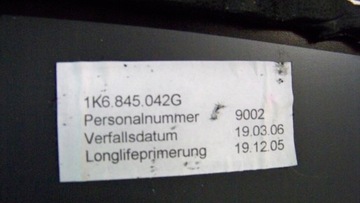 1K6.845.042G
Personalnummer 9002
Verfallsdatum 19.03.06
Longlifeprimerung 19.12.05